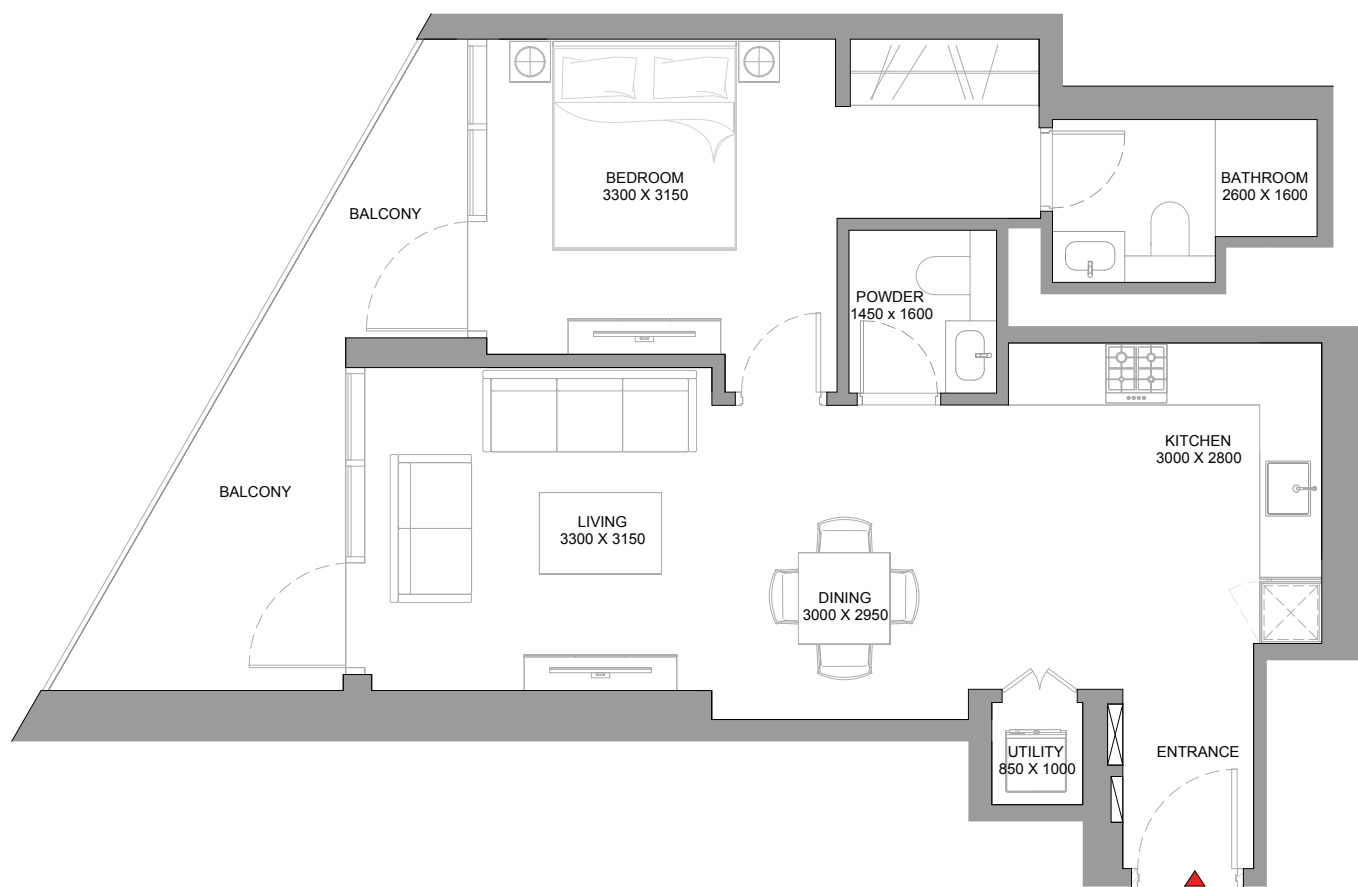 BEDROOM
3300 X 3150
BATHROOM
2600 X 1600
BALCONY
POWDER
1450 x 1600
KITCHEN
3000 X 2800
BALCONY
LIVING
3300 X 3150
DINING
3000 X 2950
UTILITY
850 X 1000
ENTRANCE